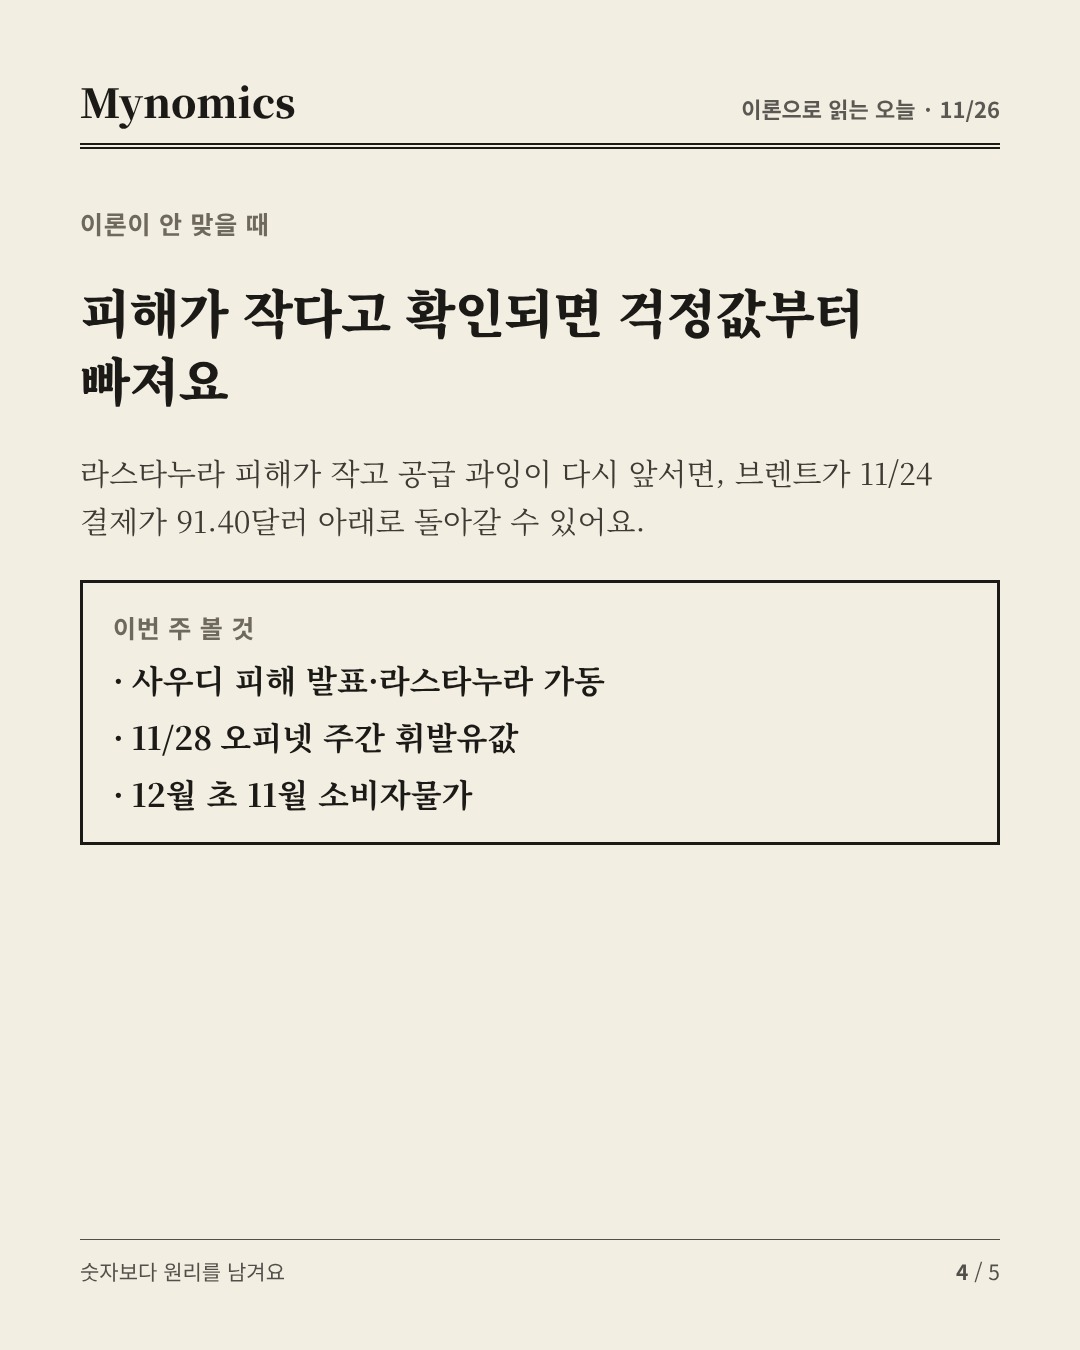 Mynomics
이론으로 읽는 오늘 · 11/26
이론이 안 맞을 때
피해가 작다고 확인되면 걱정값부터
빠져요
라스타누라 피해가 작고 공급 과잉이 다시 앞서면, 브렌트가 11/24
결제가 91.40달러 아래로 돌아갈 수 있어요.
이번 주 볼 것
· 사우디 피해 발표·라스타누라 가동
· 11/28 오피넷 주간 휘발유값
· 12월 초 11월 소비자물가
숫자보다 원리를 남겨요
4 / 5